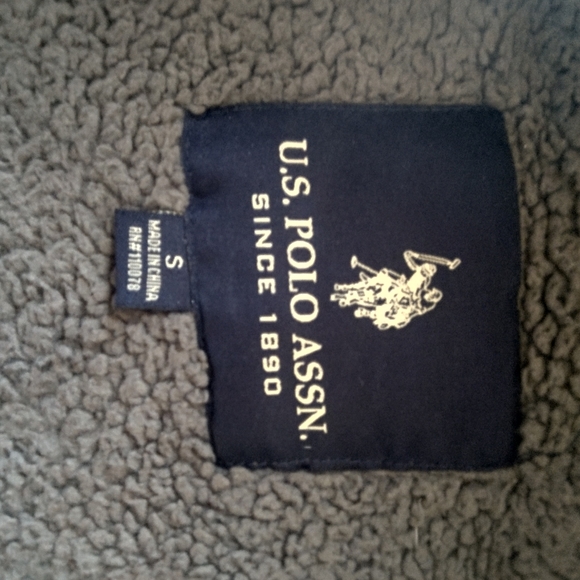 U.S. POLO ASSN.
SINCE 1890
S
MADE IN CHINA
RN#110078